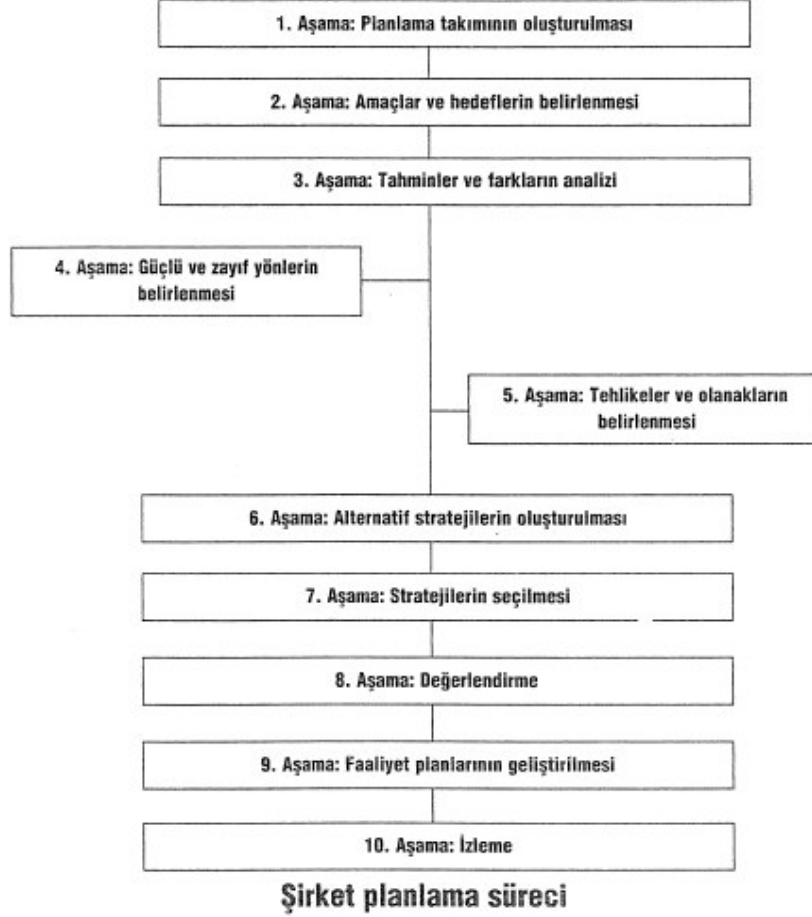 1. Aşama: Planlama takımının oluşturulması
2. Aşama: Amaçlar ve hedeflerin belirlenmesi
3. Aşama: Tahminler ve farkların analizi
4. Aşama: Güçlü ve zayıf yönlerin
belirlenmesi
5. Aşama: Tehlikeler ve olanakların
belirlenmesi
6. Aşama: Alternatif stratejilerin oluşturulması
7. Aşama: Stratejilerin seçilmesi
8. Aşama: Değerlendirme
9. Aşama: Faaliyet planlarının geliştirilmesi
10. Aşama: İzleme
Şirket planlama süreci